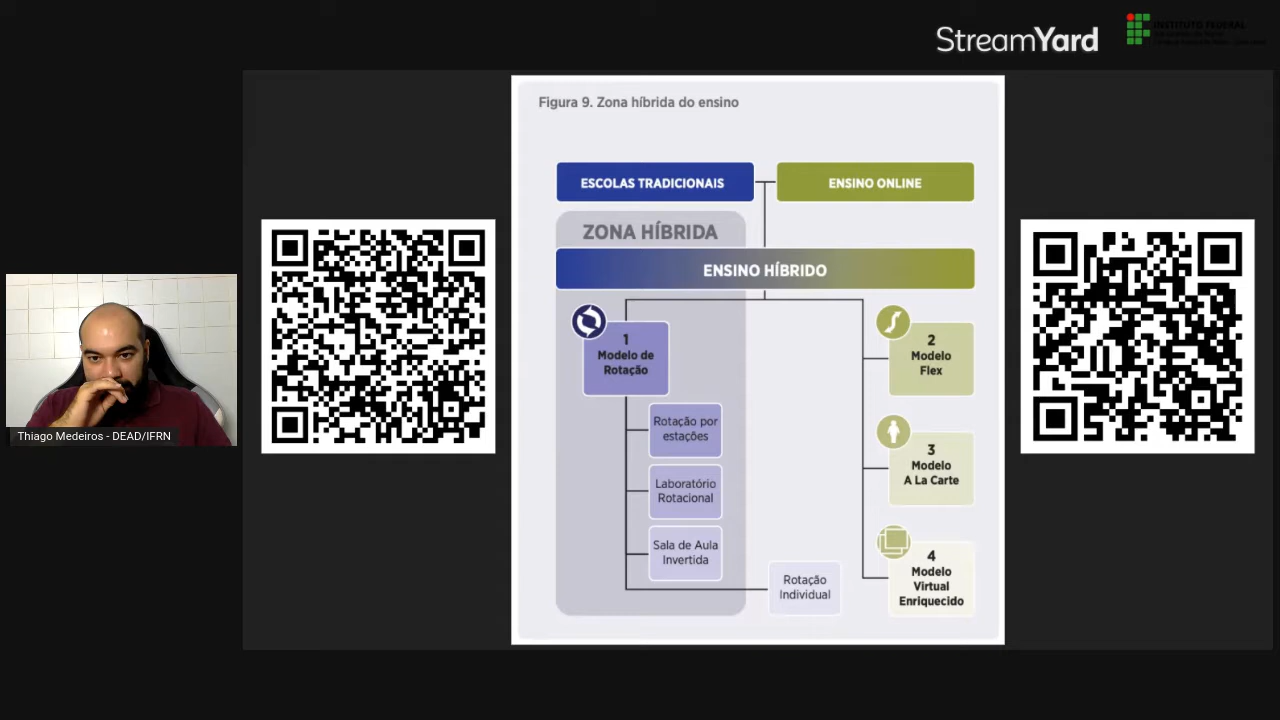 StreamYard
INSTITUTO FEDERAL
Figura 9. Zona híbrida do ensino
ESCOLAS TRADICIONAIS
ENSINO ONLINE
ZONA HÍBRIDA
ENSINO HÍBRIDO
1
Modelo de
Rotação
2
Modelo
Flex
Rotação por
estações
3
Modelo
A La Carte
Laboratório
Rotacional
Sala de Aula
Invertida
4
Modelo
Virtual
Enriquecido
Rotação
Individual
Thiago Medeiros - DEAD/IFRN